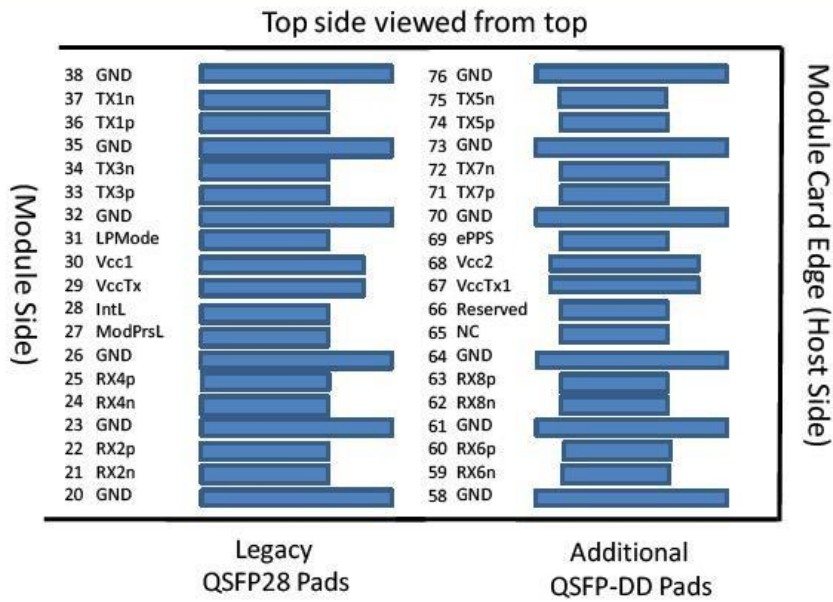 Top side viewed from top
38 GND 76 GND
37 TX1n 75 TX5n
36 TX1p 74 TX5p
35 GND 73 GND
34 TX3n 72 TX7n
33 TX3p 71 TX7p
32 GND 70 GND
31 LPMode 69 ePPS
30 Vcc1 68 Vcc2
29 VccTx 67 VccTx1
28 IntL 66 Reserved
27 ModPrsL 65 NC
26 GND 64 GND
25 RX4p 63 RX8p
24 RX4n 62 RX8n
23 GND 61 GND
22 RX2p 60 RX6p
21 RX2n 59 RX6n
20 GND 58 GND
(Module Side)
Module Card Edge (Host Side)
Legacy
QSFP28 Pads
Additional
QSFP-DD Pads